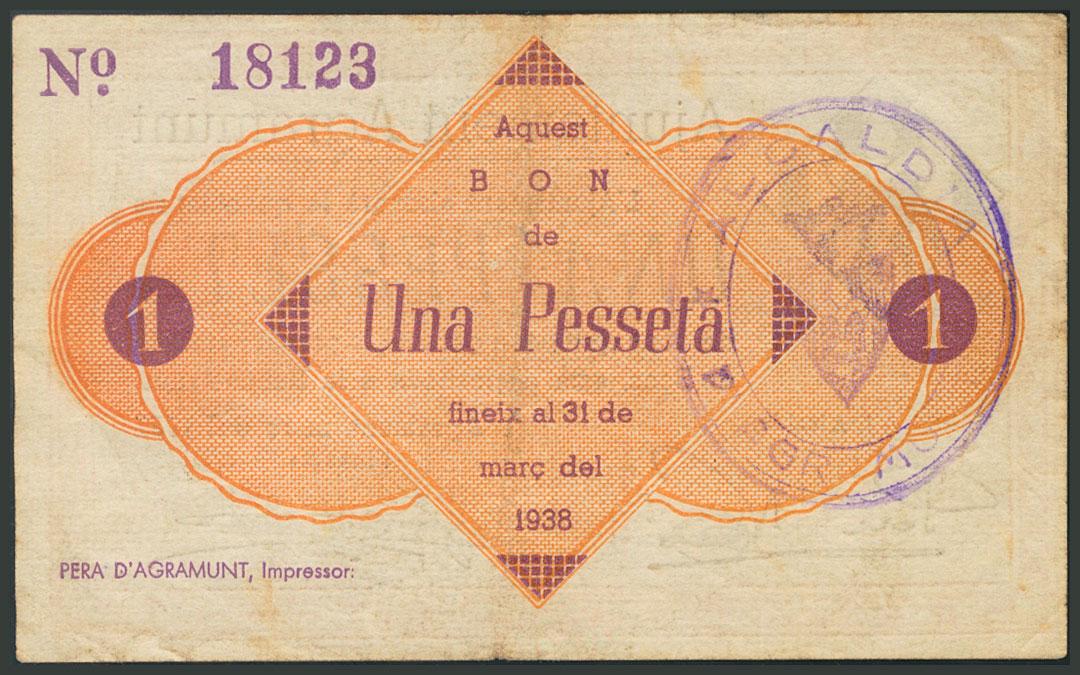 Nº 18123
Aquest
BON
de
Una Pesseta
fineix al 31 de
març del
1938
1
1
PERA D'AGRAMUNT, Impressor:
ALCALDIA